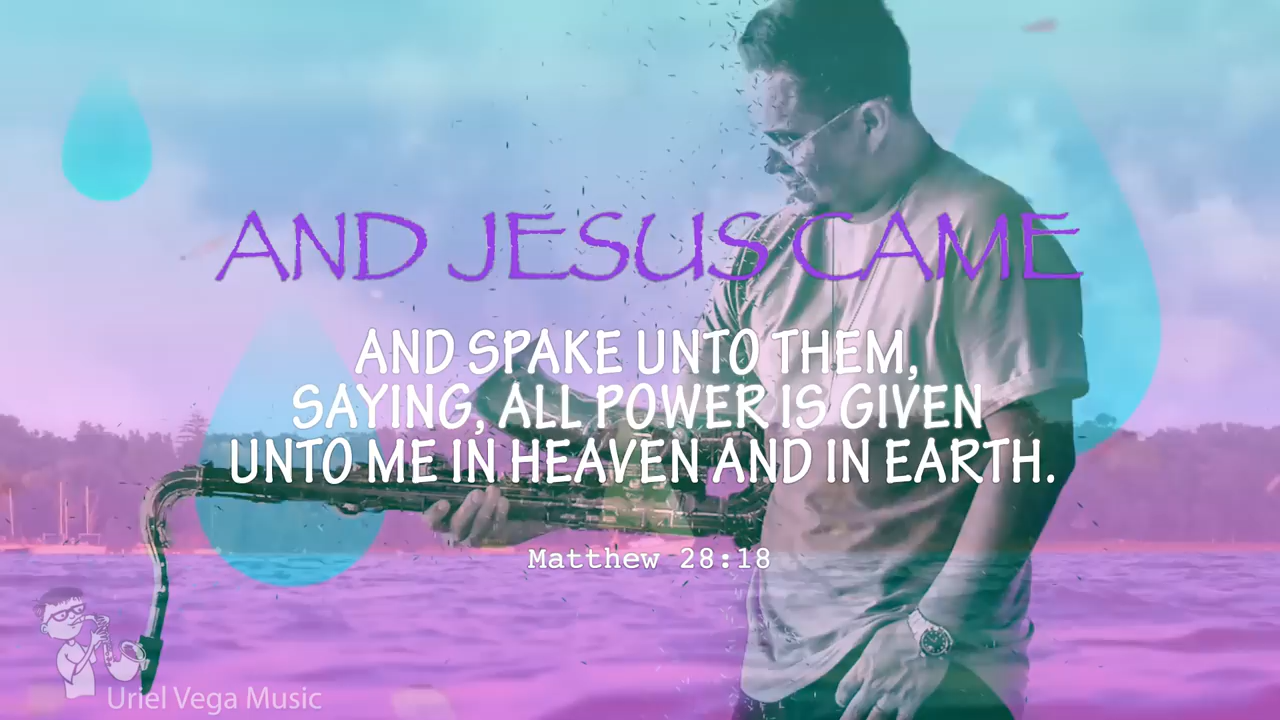 AND JESUS CAME
AND SPAKE UNTO THEM,
SAYING, ALL POWER IS GIVEN
UNTO ME IN HEAVEN AND IN EARTH.
Matthew 28:18
Uriel Vega Music